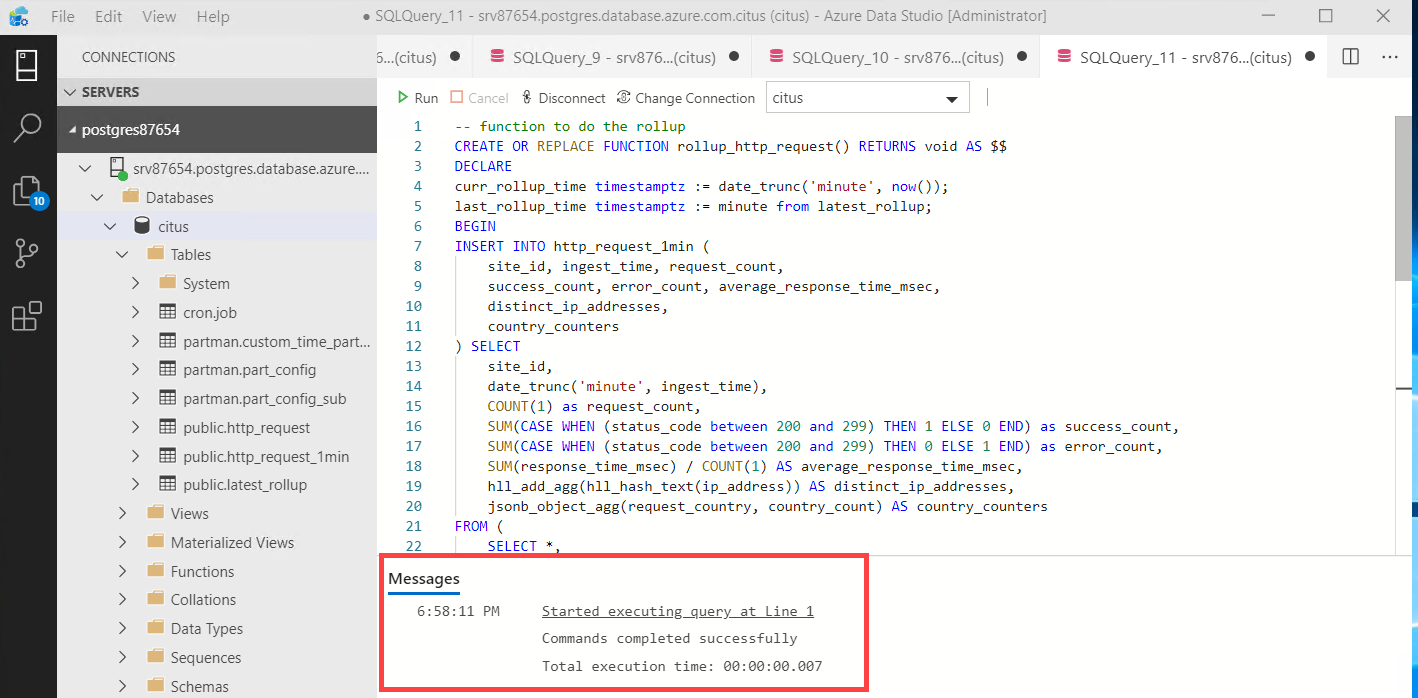 File Edit View Help ● SQLQuery_11 - srv87654.postgres.database.azure.com.citus (citus) - Azure Data Studio [Administrator]
CONNECTIONS
6...(citus) SQLQuery_9 - srv876...(citus) SQLQuery_10 - srv876...(citus) SQLQuery_11 - srv876...(citus)
SERVERS
postgres87654
srv87654.postgres.database.azure....
Databases
citus
Tables
System
cron.job
partman.custom_time_part...
partman.part_config
partman.part_config_sub
public.http_request
public.http_request_1min
public.latest_rollup
Views
Materialized Views
Functions
Collations
Data Types
Sequences
Schemas
10
Run Cancel Disconnect Change Connection citus
1 -- function to do the rollup
2 CREATE OR REPLACE FUNCTION rollup_http_request() RETURNS void AS $$
3 DECLARE
4 curr_rollup_time timestamptz := date_trunc('minute', now());
5 last_rollup_time timestamptz := minute from latest_rollup;
6 BEGIN
7 INSERT INTO http_request_1min (
8 site_id, ingest_time, request_count,
9 success_count, error_count, average_response_time_msec,
10 distinct_ip_addresses,
11 country_counters
12 ) SELECT
13 site_id,
14 date_trunc('minute', ingest_time),
15 COUNT(1) as request_count,
16 SUM(CASE WHEN (status_code between 200 and 299) THEN 1 ELSE 0 END) as success_count,
17 SUM(CASE WHEN (status_code between 200 and 299) THEN 0 ELSE 1 END) as error_count,
18 SUM(response_time_msec) / COUNT(1) AS average_response_time_msec,
19 hll_add_agg(hll_hash_text(ip_address)) AS distinct_ip_addresses,
20 jsonb_object_agg(request_country, country_count) AS country_counters
21 FROM (
22 SELECT *,
Messages
6:58:11 PM Started executing query at Line 1
Commands completed successfully
Total execution time: 00:00:00.007